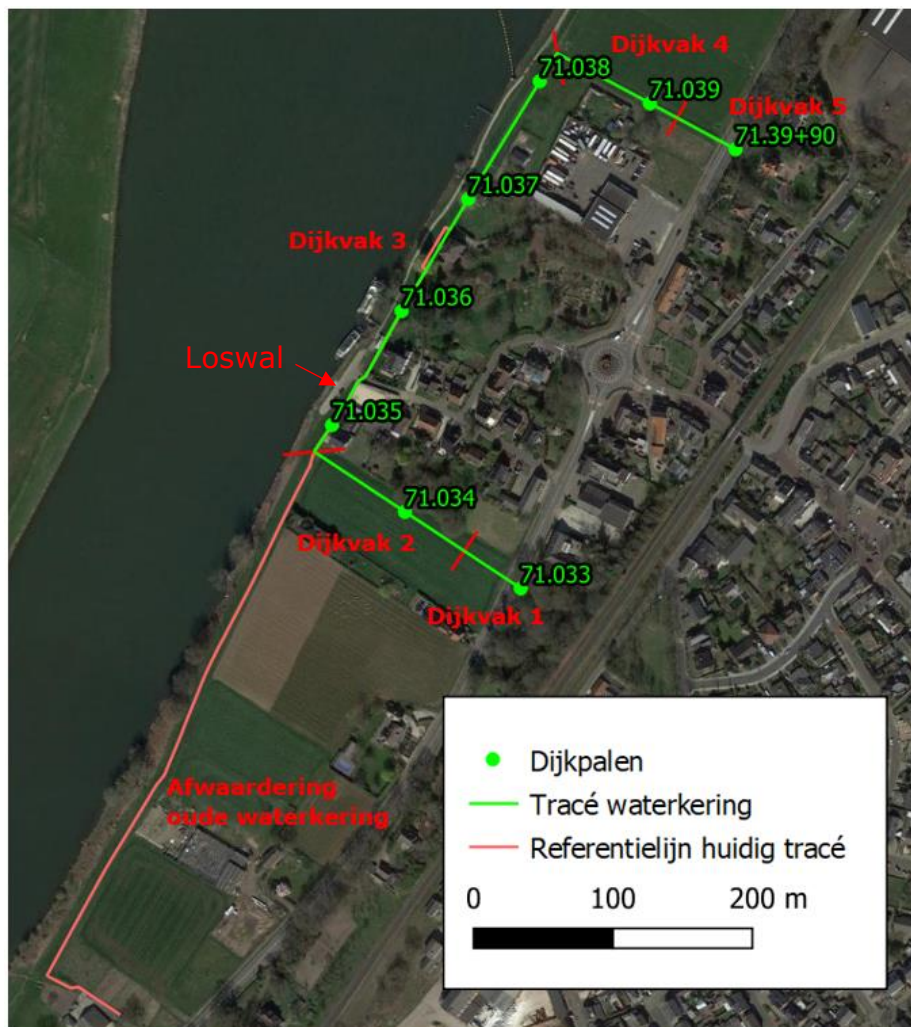 Dijkvak 4
71.038
71.039
Dijkvak 5
71.39+90
71.037
Dijkvak 3
71.036
Loswal
71.035
71.034
Dijkvak 2
71.033
Dijkvak 1
Afwaardering
oude waterkering
Dijkpalen
Tracé waterkering
Referentielijn huidig tracé
0 100 200 m